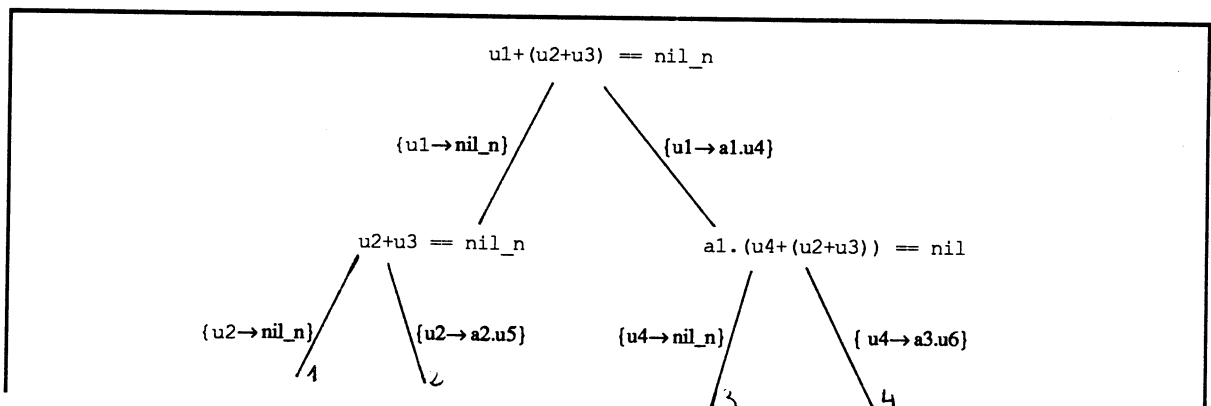 u1+(u2+u3) == nil_n
{u1→nil_n} {u1→a1.u4}
u2+u3 == nil_n a1.(u4+(u2+u3)) == nil
{u2→nil_n} {u2→a2.u5} {u4→nil_n} { u4→a3.u6}
1 2 3 4